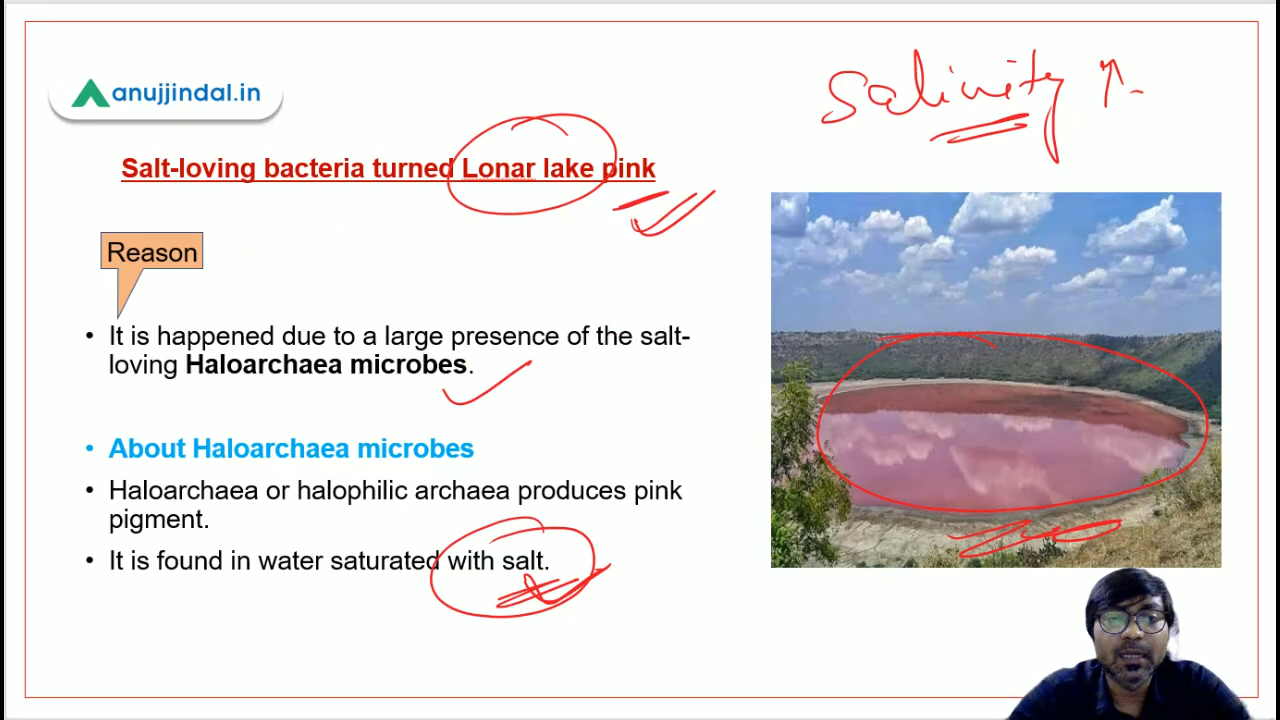 anujjindal.in
Salinity ↑
Salt-loving bacteria turned Lonar lake pink
Reason
• It is happened due to a large presence of the salt-
loving Haloarchaea microbes.
• About Haloarchaea microbes
• Haloarchaea or halophilic archaea produces pink
pigment.
• It is found in water saturated with salt.